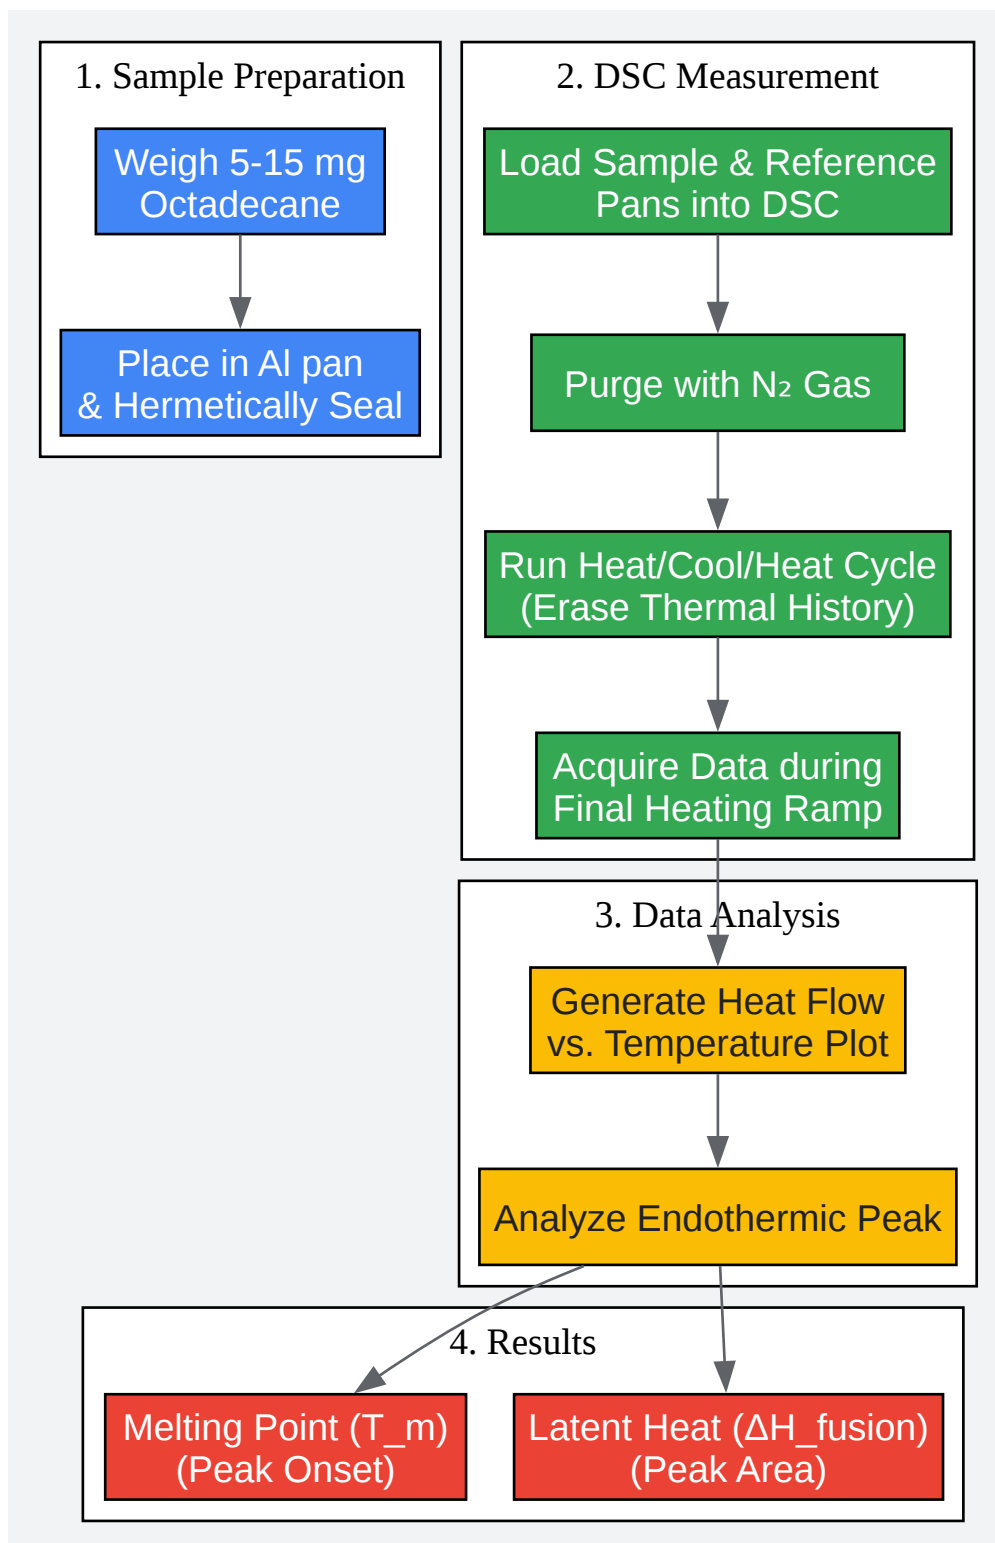 1. Sample Preparation
Weigh 5-15 mg
Octadecane
Place in Al pan
& Hermetically Seal
2. DSC Measurement
Load Sample & Reference
Pans into DSC
Purge with N₂ Gas
Run Heat/Cool/Heat Cycle
(Erase Thermal History)
Acquire Data during
Final Heating Ramp
3. Data Analysis
Generate Heat Flow
vs. Temperature Plot
Analyze Endothermic Peak
4. Results
Melting Point (T_m)
(Peak Onset)
Latent Heat (ΔH_fusion)
(Peak Area)